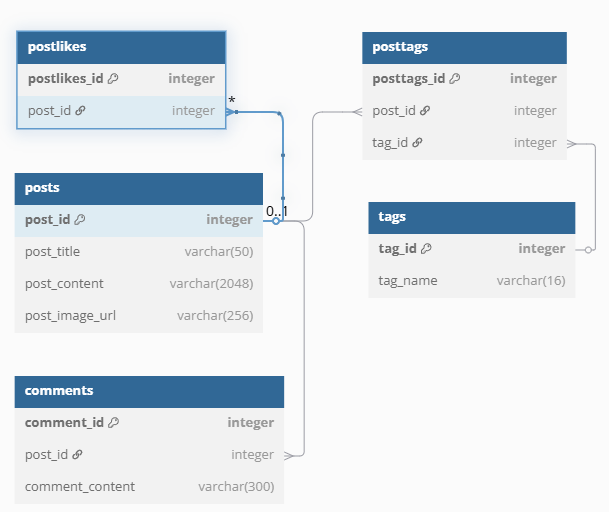 postlikes
postlikes_id integer
post_id integer
*
posts
0..1
post_id integer
post_title varchar(50)
post_content varchar(2048)
post_image_url varchar(256)
comments
comment_id integer
post_id integer
comment_content varchar(300)
posttags
posttags_id integer
post_id integer
tag_id integer
tags
tag_id integer
tag_name varchar(16)